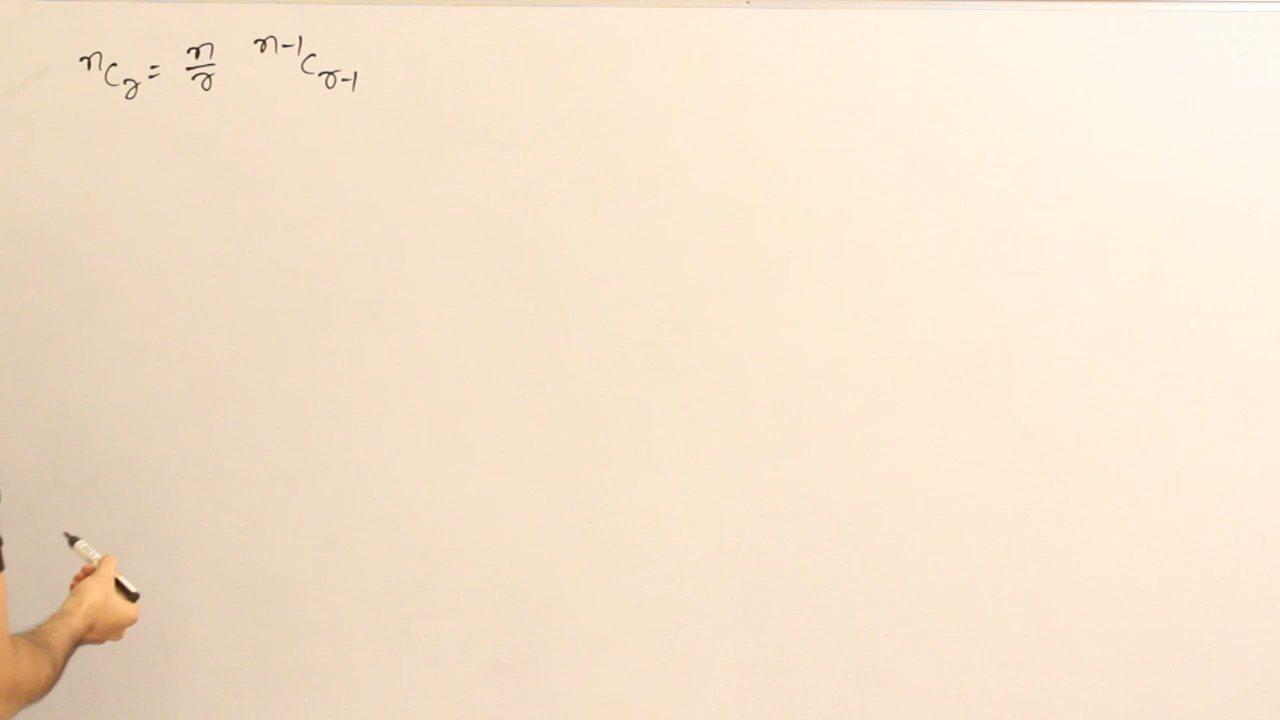 ⁿCᵣ = n/r ⁿ⁻¹Cᵣ₋₁